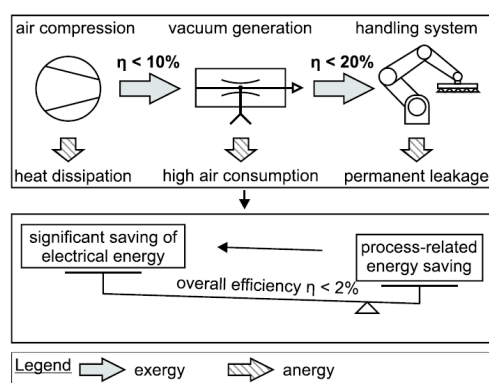 air compression vacuum generation handling system
η < 10% η < 20%
heat dissipation high air consumption permanent leakage
significant saving of
electrical energy
process-related
energy saving
overall efficiency η < 2%
Legend exergy anergy